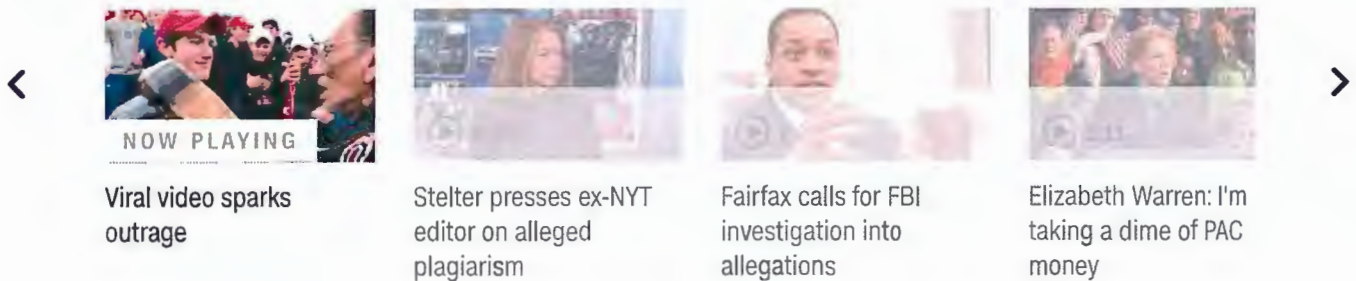 NOW PLAYING
Viral video sparks
outrage
Stelter presses ex-NYT
editor on alleged
plagiarism
Fairfax calls for FBI
investigation into
allegations
Elizabeth Warren: I'm
taking a dime of PAC
money